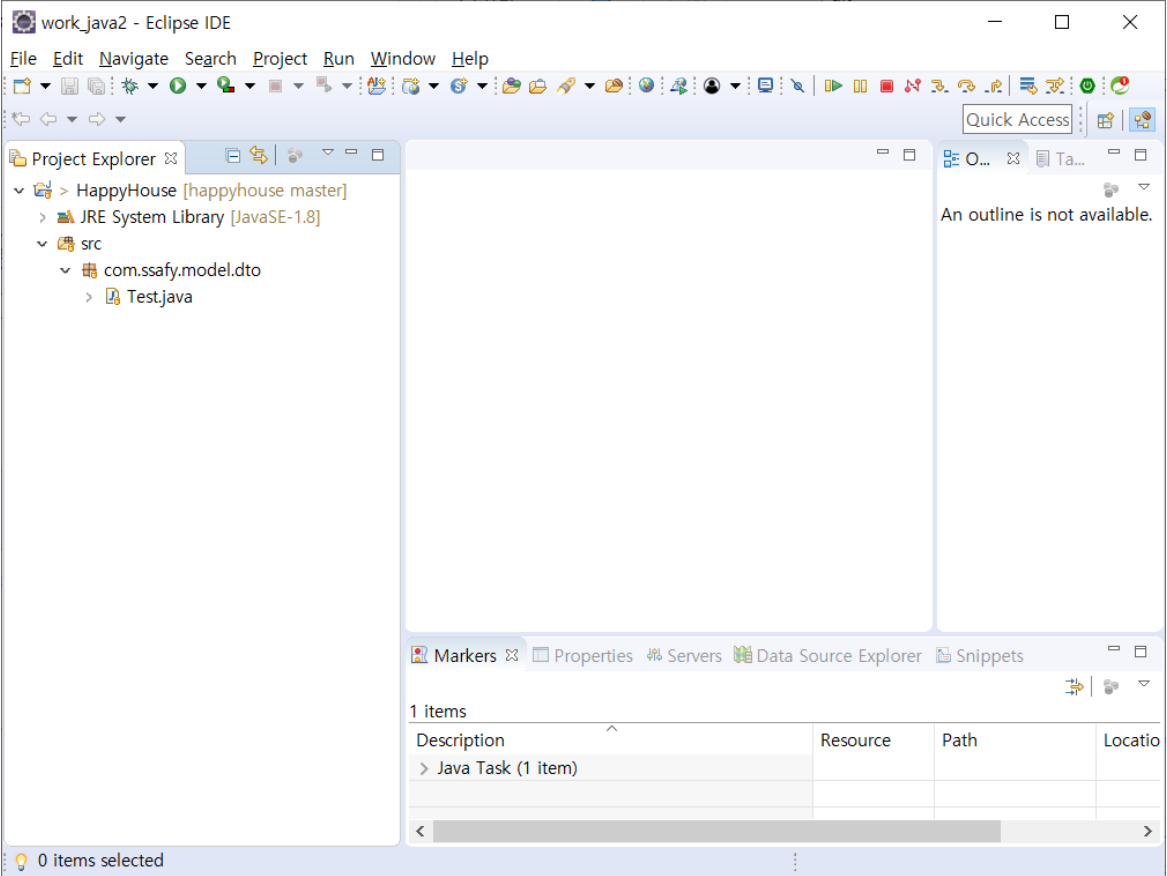 work_java2 - Eclipse IDE
File Edit Navigate Search Project Run Window Help
Quick Access
Project Explorer
> HappyHouse [happyhouse master]
JRE System Library [JavaSE-1.8]
src
com.ssafy.model.dto
Test.java
O... Ta...
An outline is not available.
Markers Properties Servers Data Source Explorer Snippets
1 items
Description Resource Path Locatio
Java Task (1 item)
0 items selected